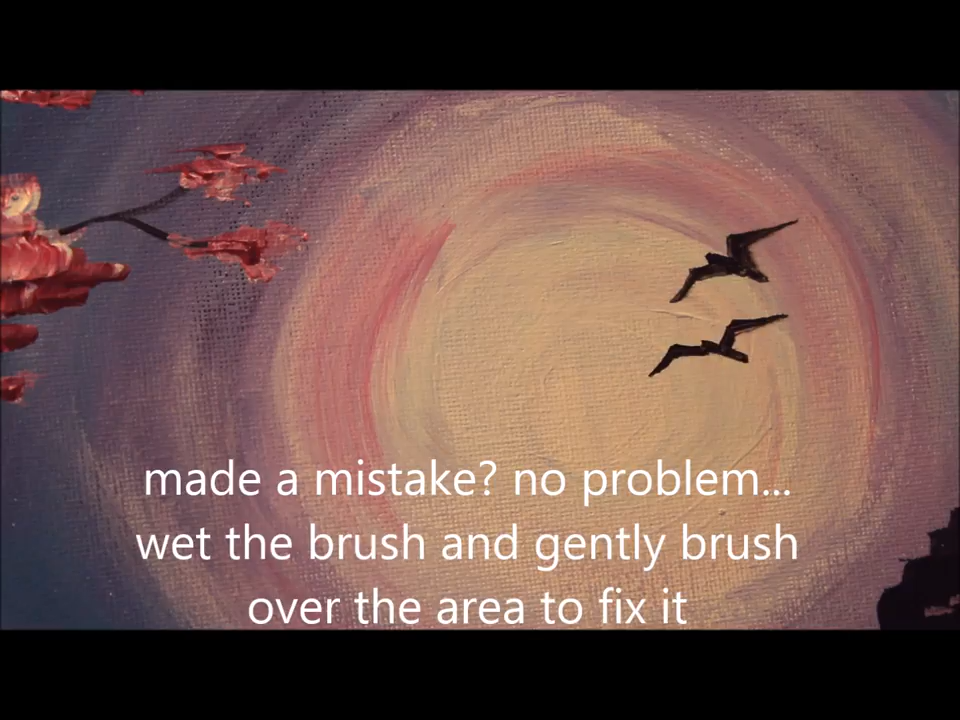 made a mistake? no problem...
wet the brush and gently brush
over the area to fix it